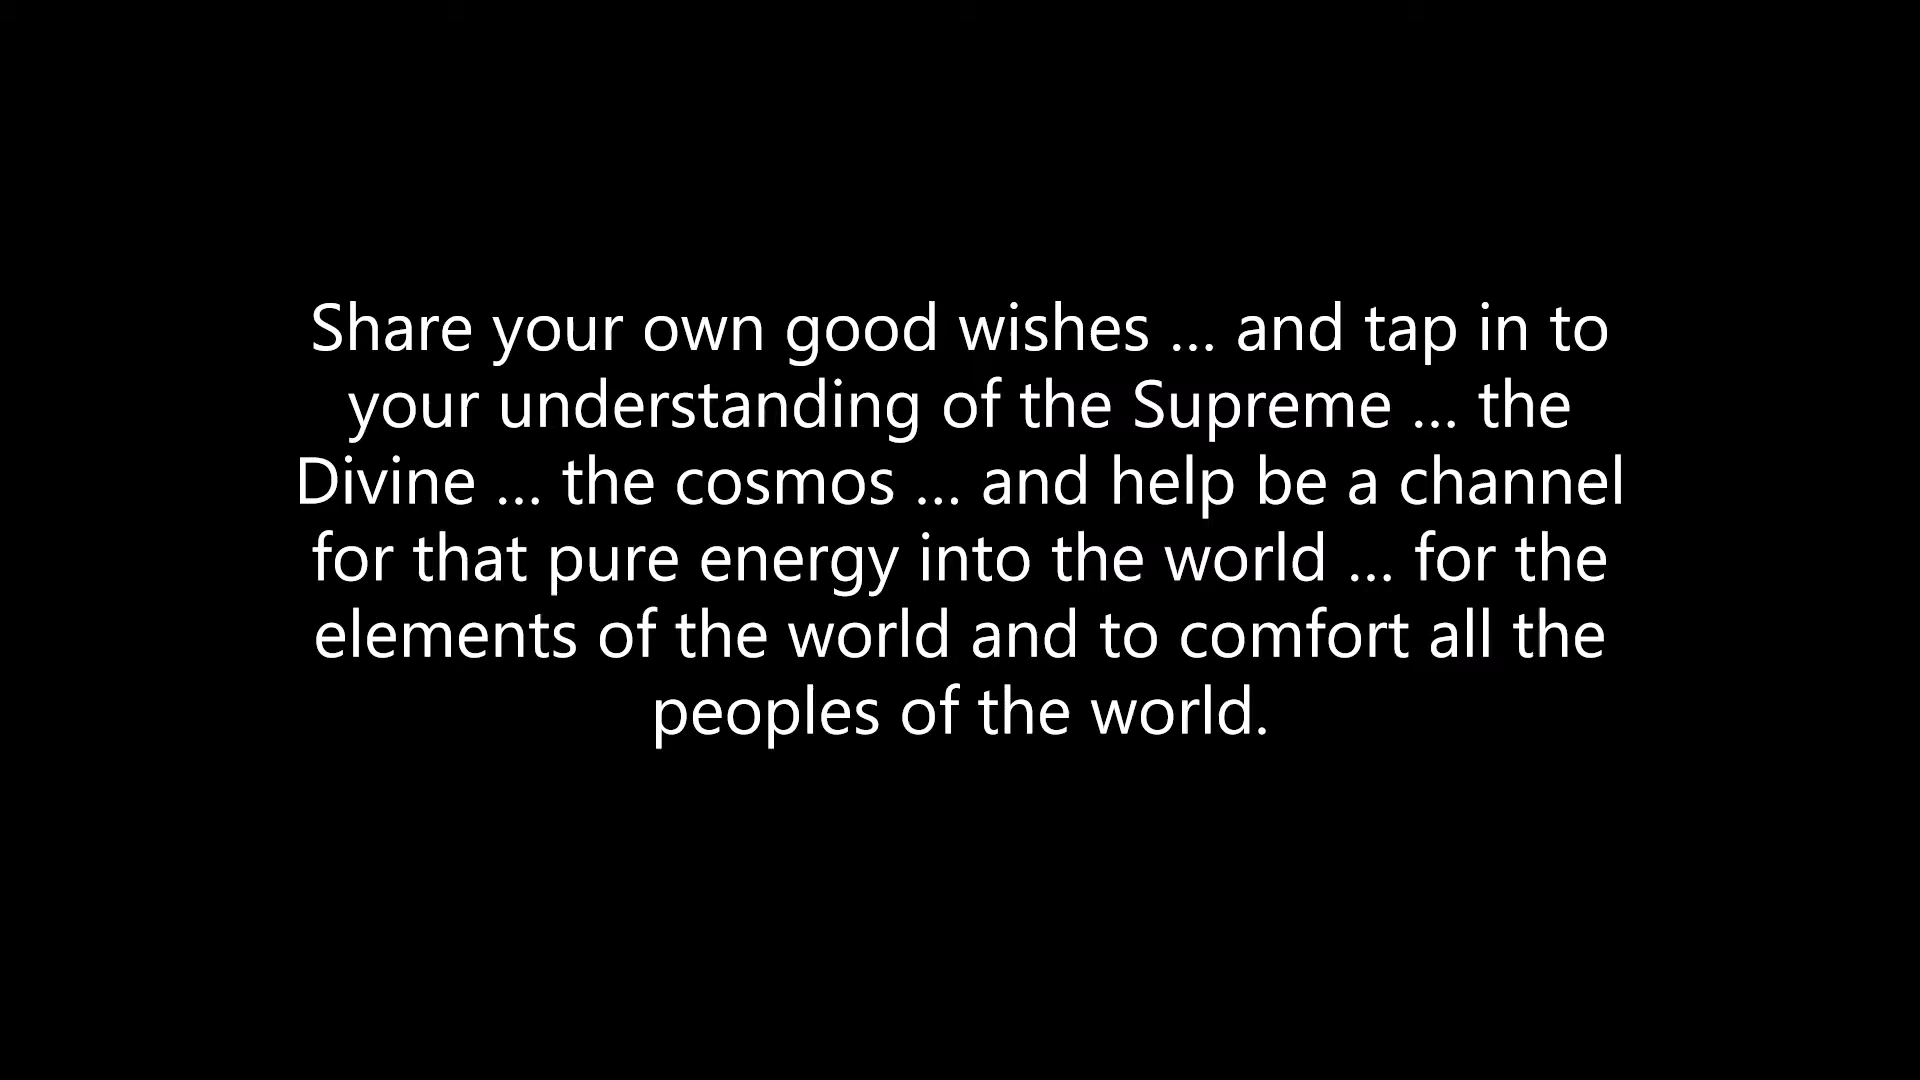 Share your own good wishes … and tap in to
your understanding of the Supreme … the
Divine … the cosmos … and help be a channel
for that pure energy into the world … for the
elements of the world and to comfort all the
peoples of the world.